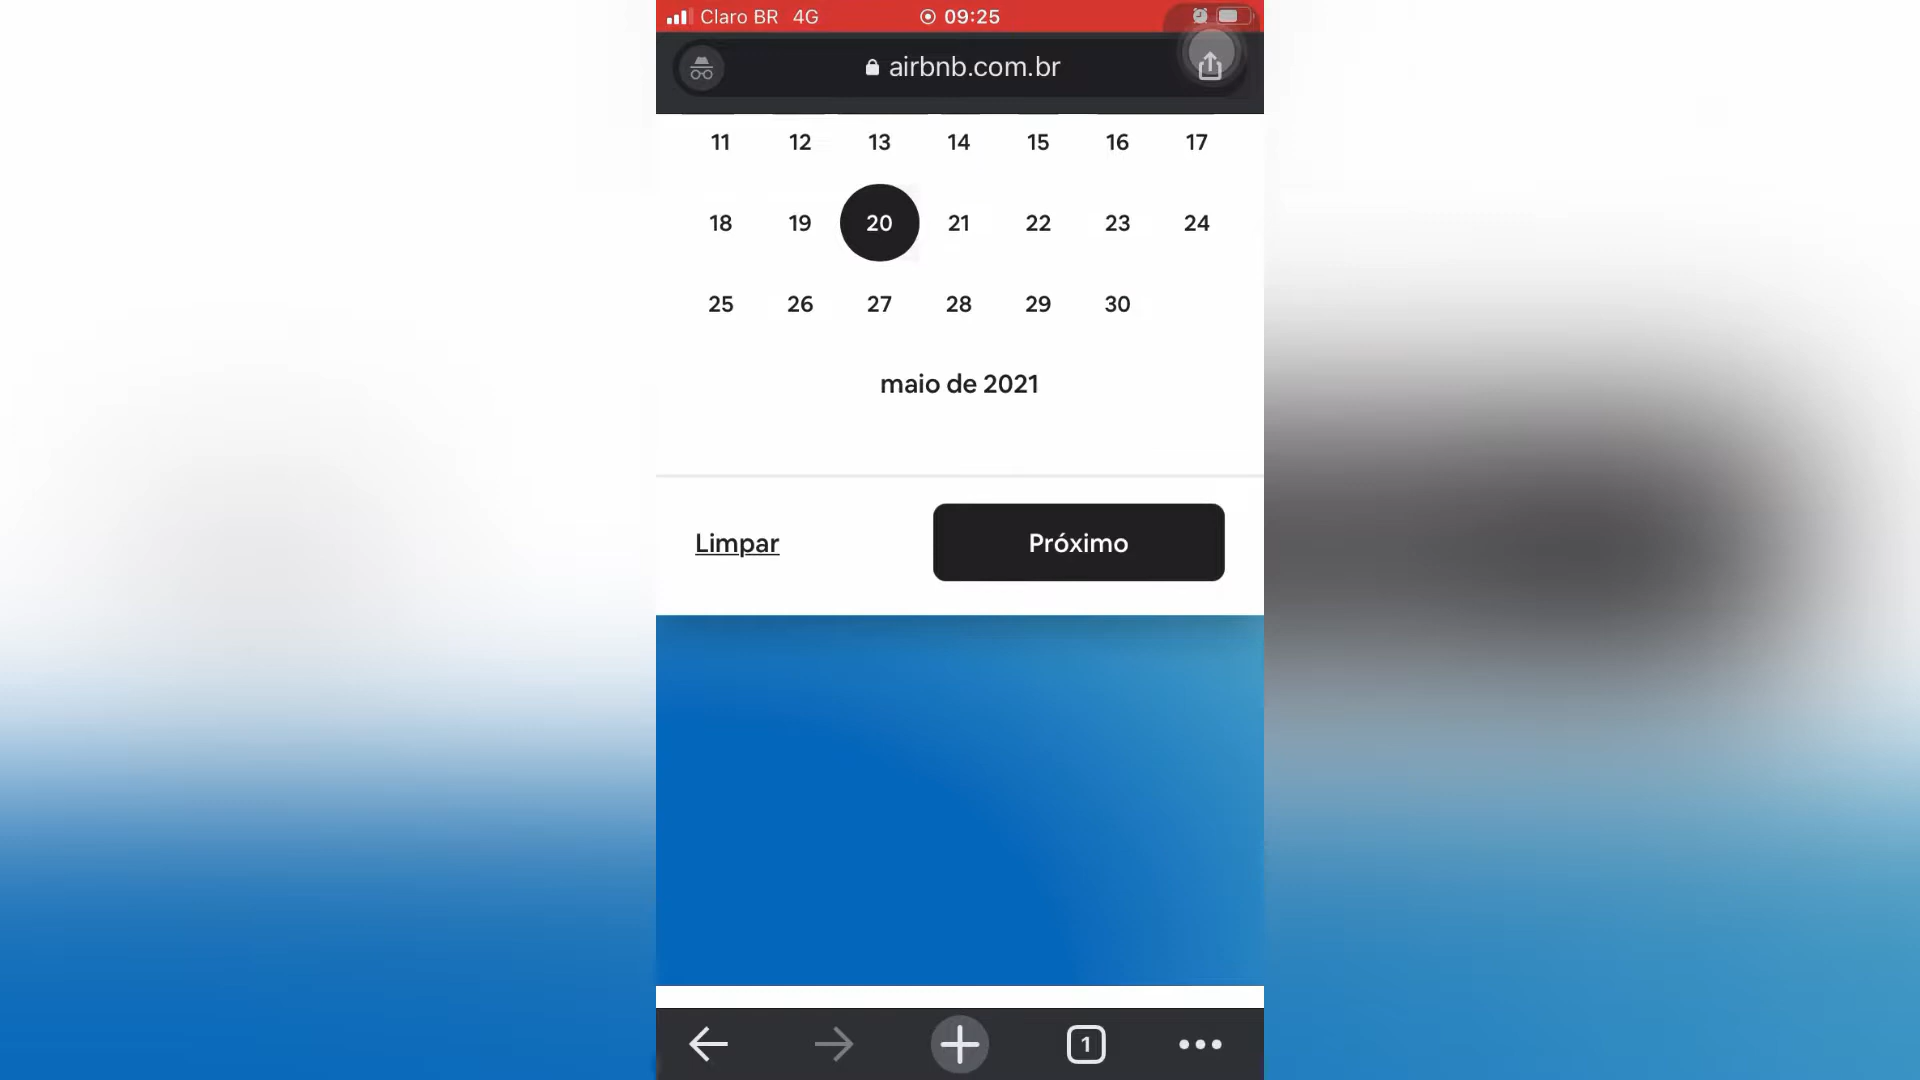 Claro BR 4G 09:25
airbnb.com.br
11 12 13 14 15 16 17
18 19 20 21 22 23 24
25 26 27 28 29 30
maio de 2021
Limpar Próximo
1